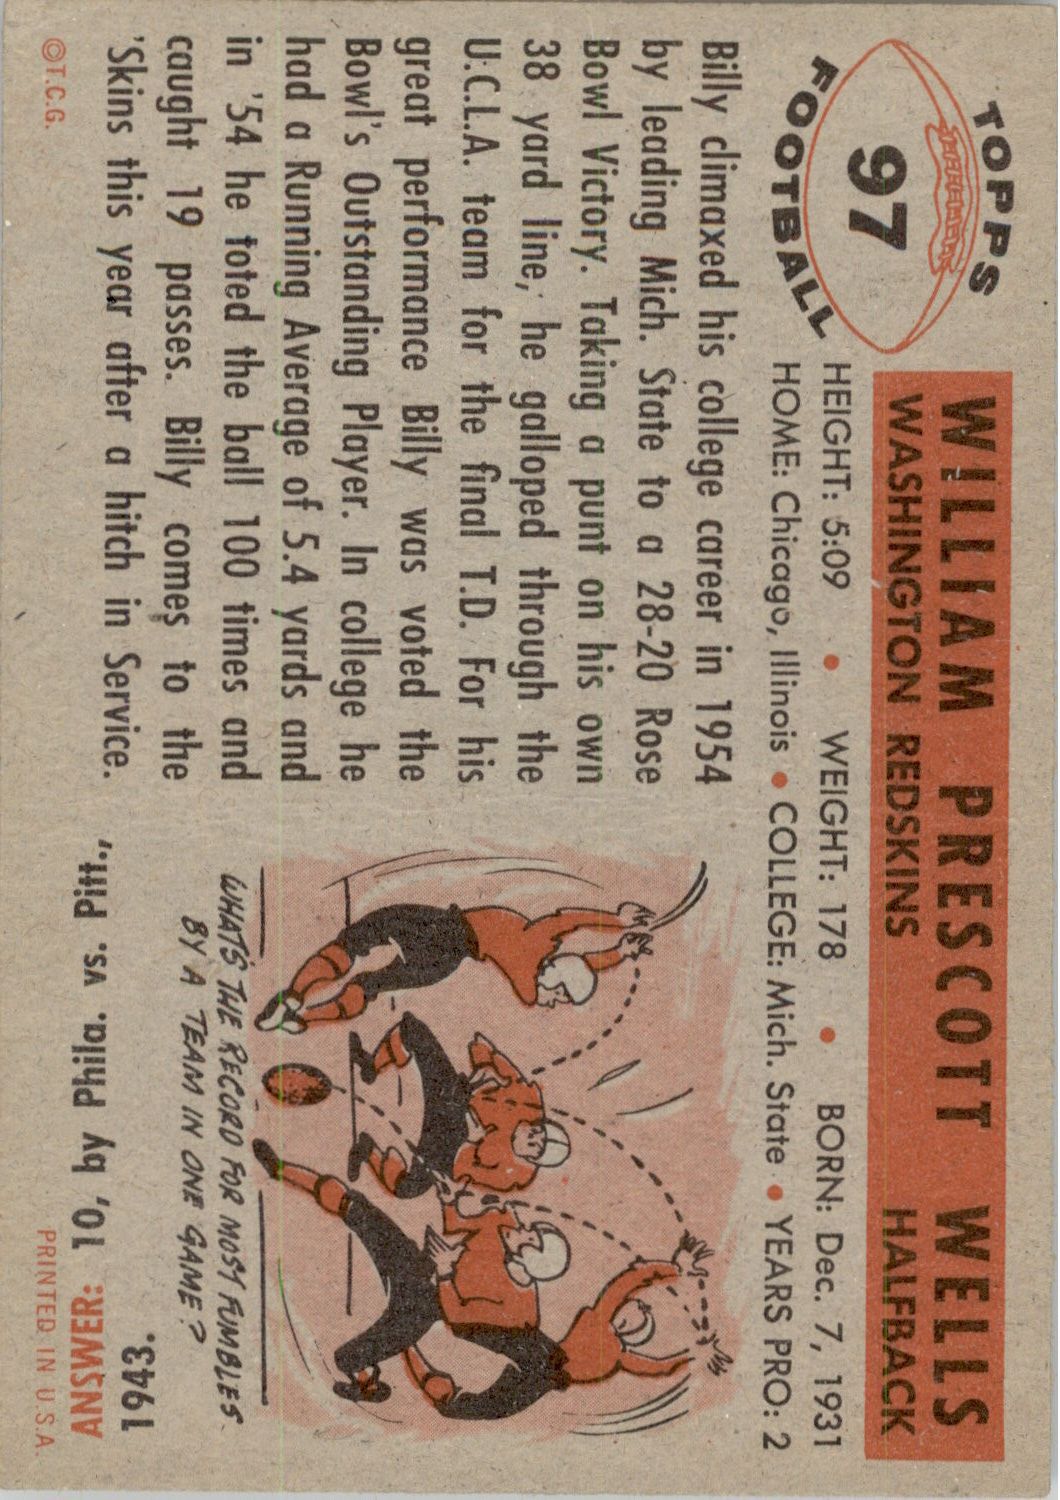 TOPPS
97
FOOTBALL
WILLIAM PRESCOTT WELLS
WASHINGTON REDSKINS HALFBACK
HEIGHT: 5:09 • WEIGHT: 178 • BORN: Dec. 7, 1931
HOME: Chicago, Illinois • COLLEGE: Mich. State • YEARS PRO: 2
Billy climaxed his college career in 1954
by leading Mich. State to a 28-20 Rose
Bowl Victory. Taking a punt on his own
38 yard line, he galloped through the
U.C.L.A. team for the final T.D. For his
great performance Billy was voted the
Bowl's Outstanding Player. In college he
had a Running Average of 5.4 yards and
in '54 he toted the ball 100 times and
caught 19 passes. Billy comes to the
'Skins this year after a hitch in Service.
©T.C.G.
WHAT'S THE RECORD FOR MOST FUMBLES
BY A TEAM IN ONE GAME?
ANSWER: 10, by Phila. vs. Pitt.,
1943.
PRINTED IN U.S.A.